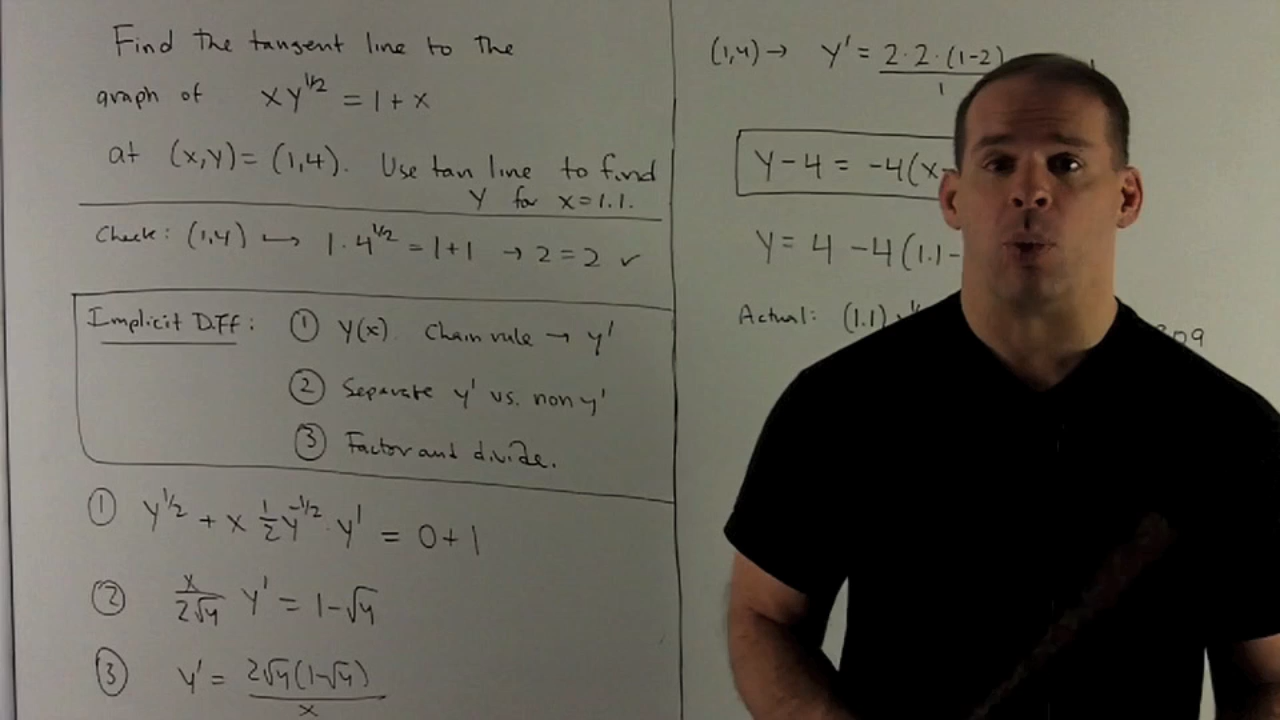 Find the tangent line to the
graph of xy^{1/2} = 1 + x
at (x,y) = (1,4). Use tan line to find
y for x=1.1.
Check: (1,4) ↦ 1·4^{1/2} = 1+1 → 2 = 2 ✓
Implicit Diff: ① y(x). Chain rule → y'
② Separate y' vs. non y'
③ Factor and divide.
① y^{1/2} + x 1/2 y^{-1/2} · y' = 0 + 1
② x/(2√y) y' = 1 - √y
③ y' = 2√y(1-√y)/x
(1,4) → y' = 2·2·(1-2)/1
y - 4 = -4(x-
y = 4 - 4(1.1-
Actual: (1.1)